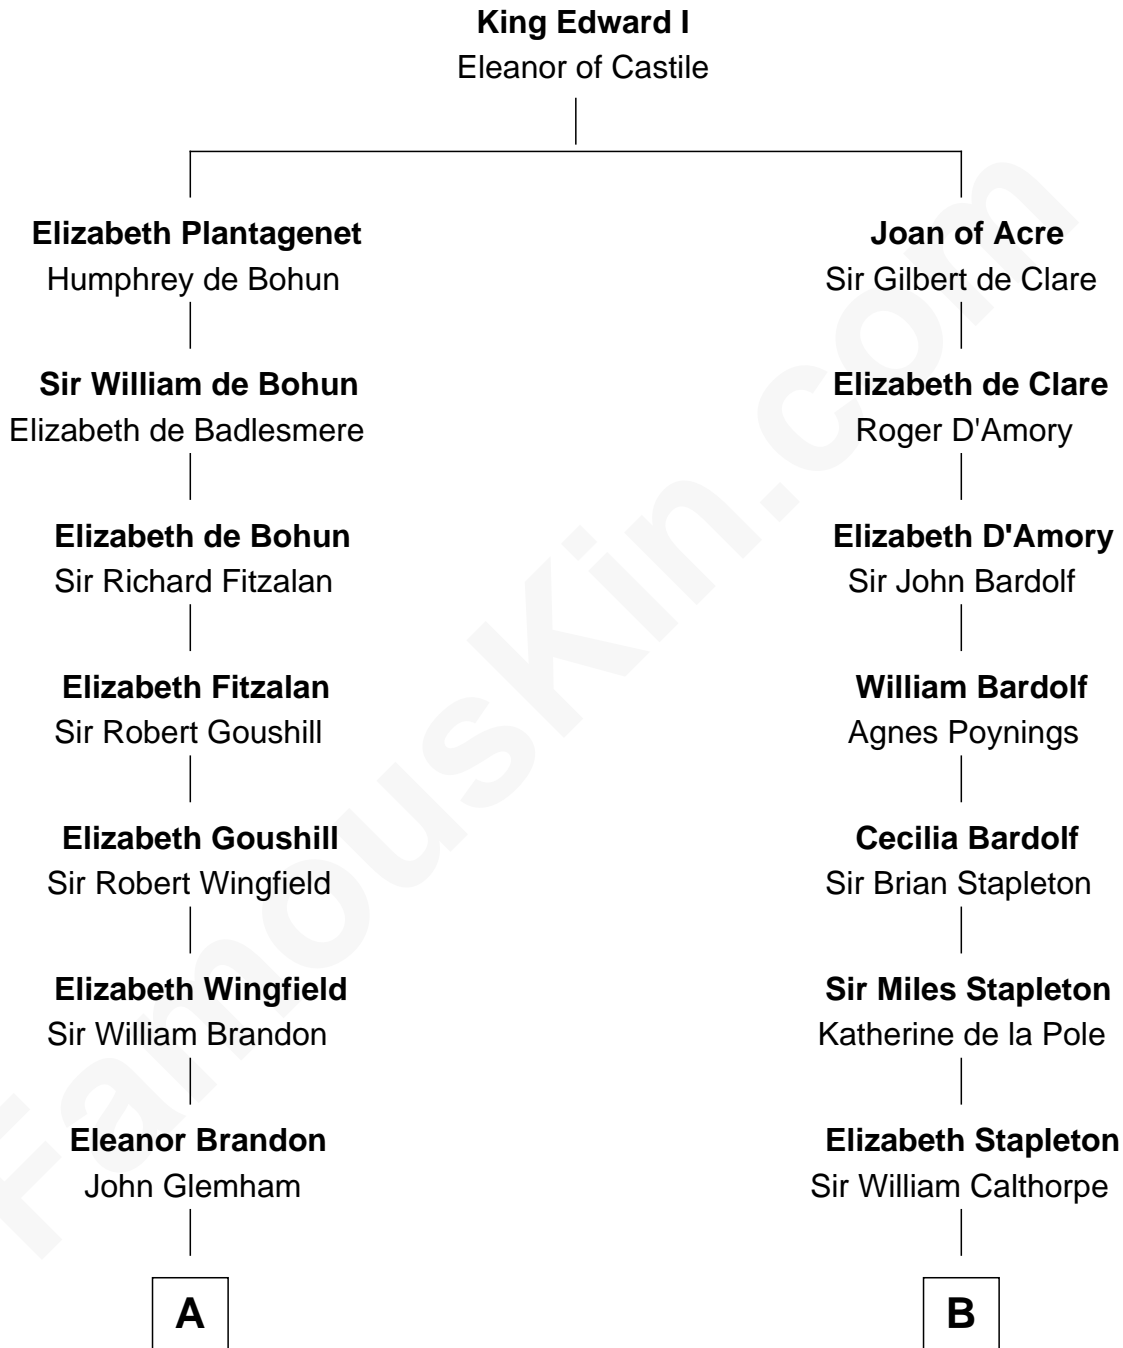 King Edward I
Eleanor of Castile
Elizabeth Plantagenet
Humphrey de Bohun
Joan of Acre
Sir Gilbert de Clare
Sir William de Bohun
Elizabeth de Badlesmere
Elizabeth de Clare
Roger D'Amory
Elizabeth de Bohun
Sir Richard Fitzalan
Elizabeth D'Amory
Sir John Bardolf
Elizabeth Fitzalan
Sir Robert Goushill
William Bardolf
Agnes Poynings
Elizabeth Goushill
Sir Robert Wingfield
Cecilia Bardolf
Sir Brian Stapleton
Elizabeth Wingfield
Sir William Brandon
Sir Miles Stapleton
Katherine de la Pole
Eleanor Brandon
John Glemham
Elizabeth Stapleton
Sir William Calthorpe
A
B
FamousKin.com